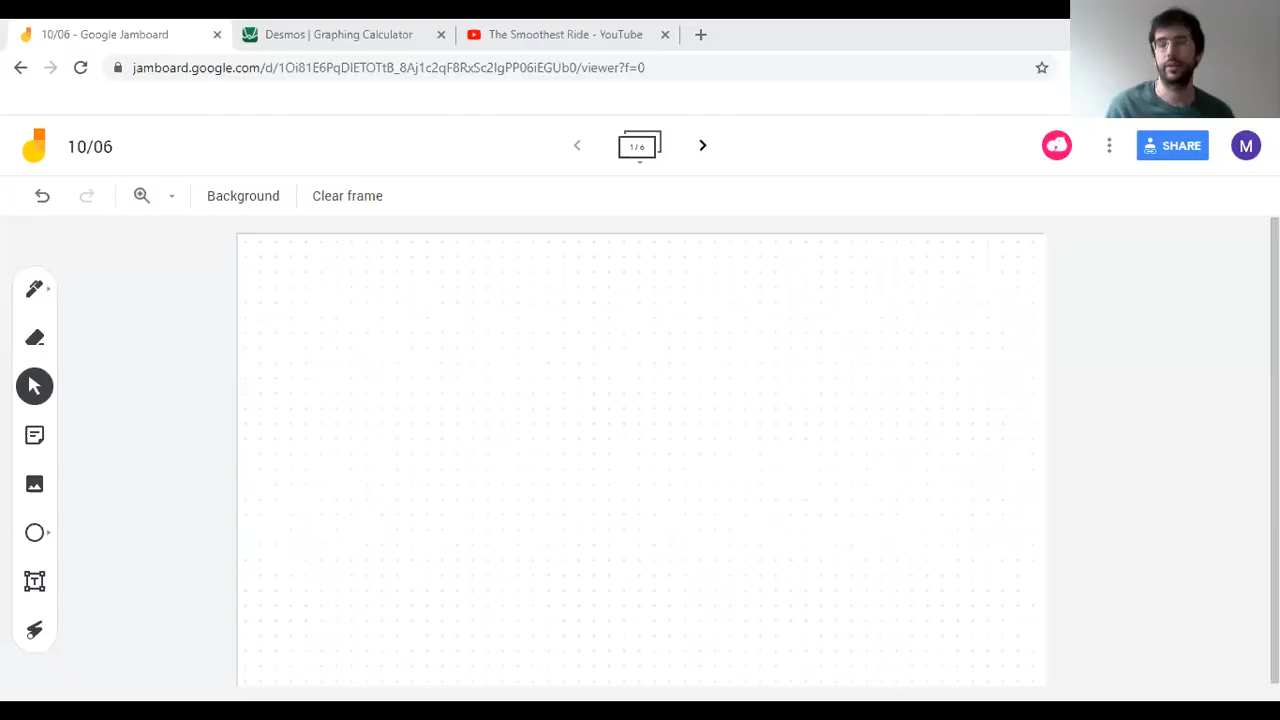 10/06 - Google Jamboard
Desmos | Graphing Calculator
The Smoothest Ride - YouTube
jamboard.google.com/d/1Oi81E6PqDlETOTtB_8Aj1c2qF8RxSc2IgPP06iEGUb0/viewer?f=0
10/06
1/6
SHARE
M
Background
Clear frame